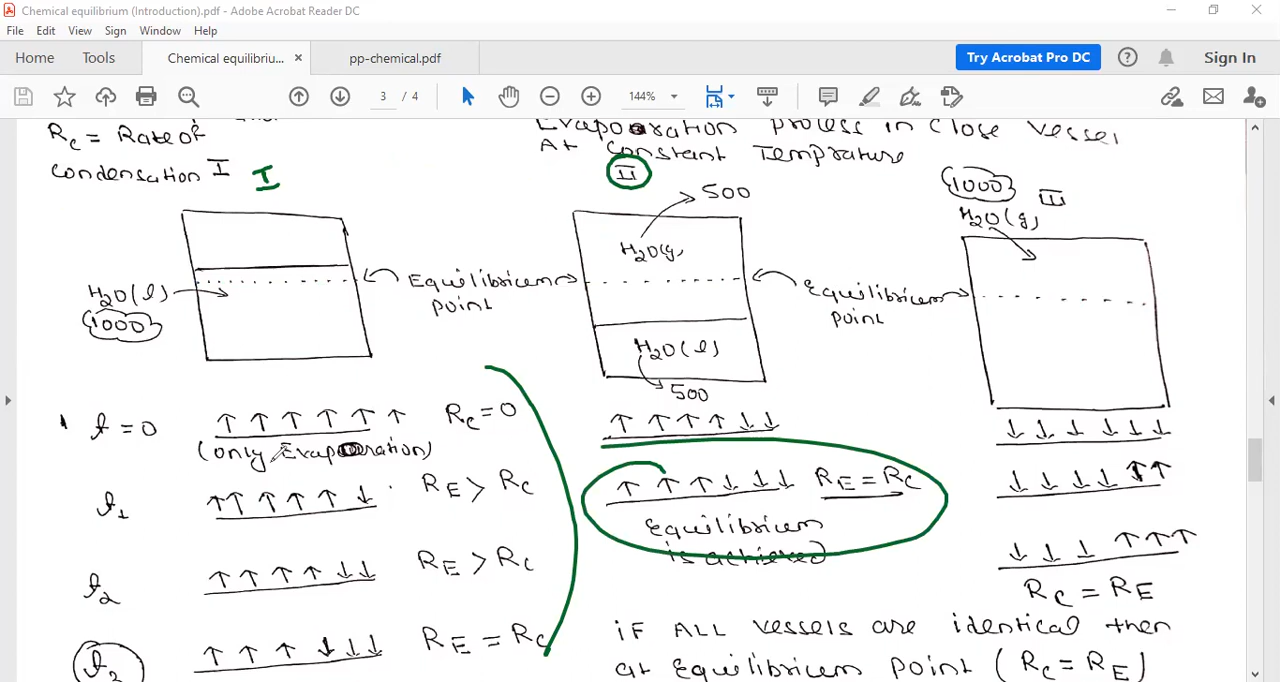 Chemical equilibrium (Introduction).pdf - Adobe Acrobat Reader DC
File Edit View Sign Window Help
Home Tools Chemical equilibriu... × pp-chemical.pdf Try Acrobat Pro DC Sign In
3 / 4 144%
Rc = Rate of
condensation I I
Evaporation process in close vessel
At constant Temprature
II
500
H2O(g)
H2O(l)
500
1000
III
H2O(g)
H2O(l)
1000
Equilibrium
point
Equilibrium
point
t = 0 ↑ ↑ ↑ ↑ ↑ ↑ Rc = 0
(only Evaporation)
t1 ↑↑ ↑ ↑ ↑ ↑ ↓ RE > Rc
t2 ↑ ↑ ↑ ↑ ↓ ↓ RE > Rc
t3 ↑ ↑ ↑ ↓ ↓ ↓ RE = Rc
↑ ↑ ↑ ↑ ↓ ↓
↑ ↑ ↑ ↓ ↓ ↓ RE = Rc
Equilibrium
is achieved
↓ ↓ ↓ ↓ ↓ ↓
↓ ↓ ↓ ↓ ↑ ↑
↓ ↓ ↓ ↑ ↑ ↑
Rc = RE
iF ALL vessels are identical then
at equilibrium point (Rc = RE)